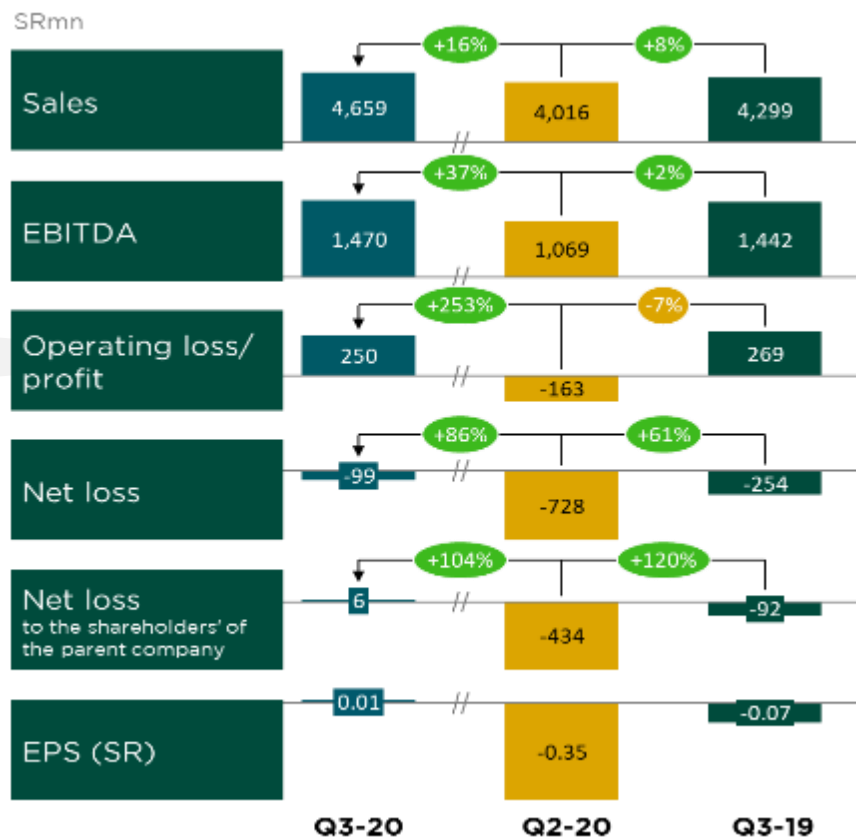 SRmn
+16%
+8%
Sales
4,659
4,016
4,299
+37%
+2%
EBITDA
1,470
1,069
1,442
+253%
-7%
Operating loss/
profit
250
-163
269
+86%
+61%
Net loss
-99
-728
-254
+104%
+120%
Net loss
to the shareholders' of
the parent company
6
-434
-92
EPS (SR)
0.01
-0.35
-0.07
Q3-20
Q2-20
Q3-19